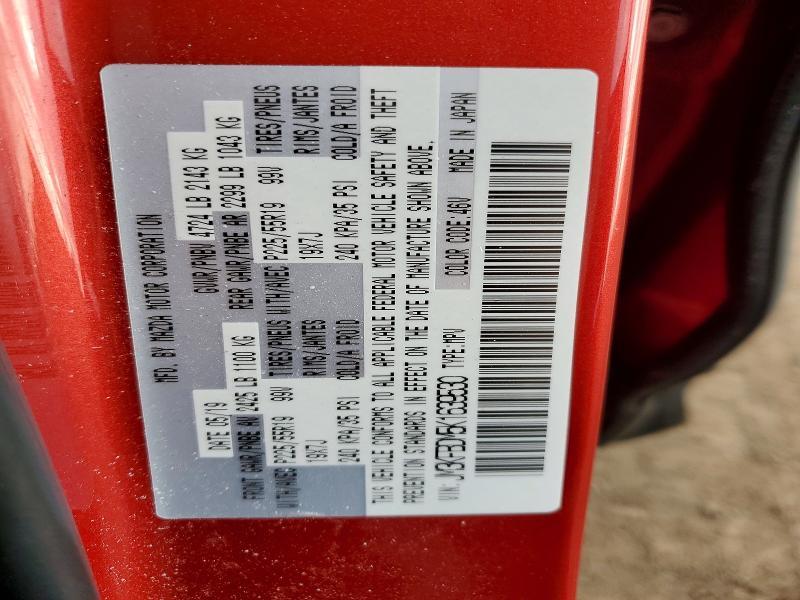 MFD. BY MAZDA MOTOR CORPORATION
DATE 05/19 GVWR/PNBV 4724 LB 2143 KG
FRONT GAWR/PNBE AV 2425 LB 1100 KG REAR GAWR/PNBE AR 2299 LB 1043 KG
WITH/AVEC P225/55R19 99V TIRES/PNEUS WITH/AVEC P225/55R19 99V TIRES/PNEUS
19X7J RIMS/JANTES 19X7J RIMS/JANTES
240 KPA/35 PSI COLD/A FROID 240 KPA/35 PSI COLD/A FROID
THIS VEHICLE CONFORMS TO ALL APPLICABLE FEDERAL MOTOR VEHICLE SAFETY AND THEFT
PREVENTION STANDARDS IN EFFECT ON THE DATE OF MANUFACTURE SHOWN ABOVE.
VIN: TYPE:MPV COLOR CODE:46V MADE IN JAPAN